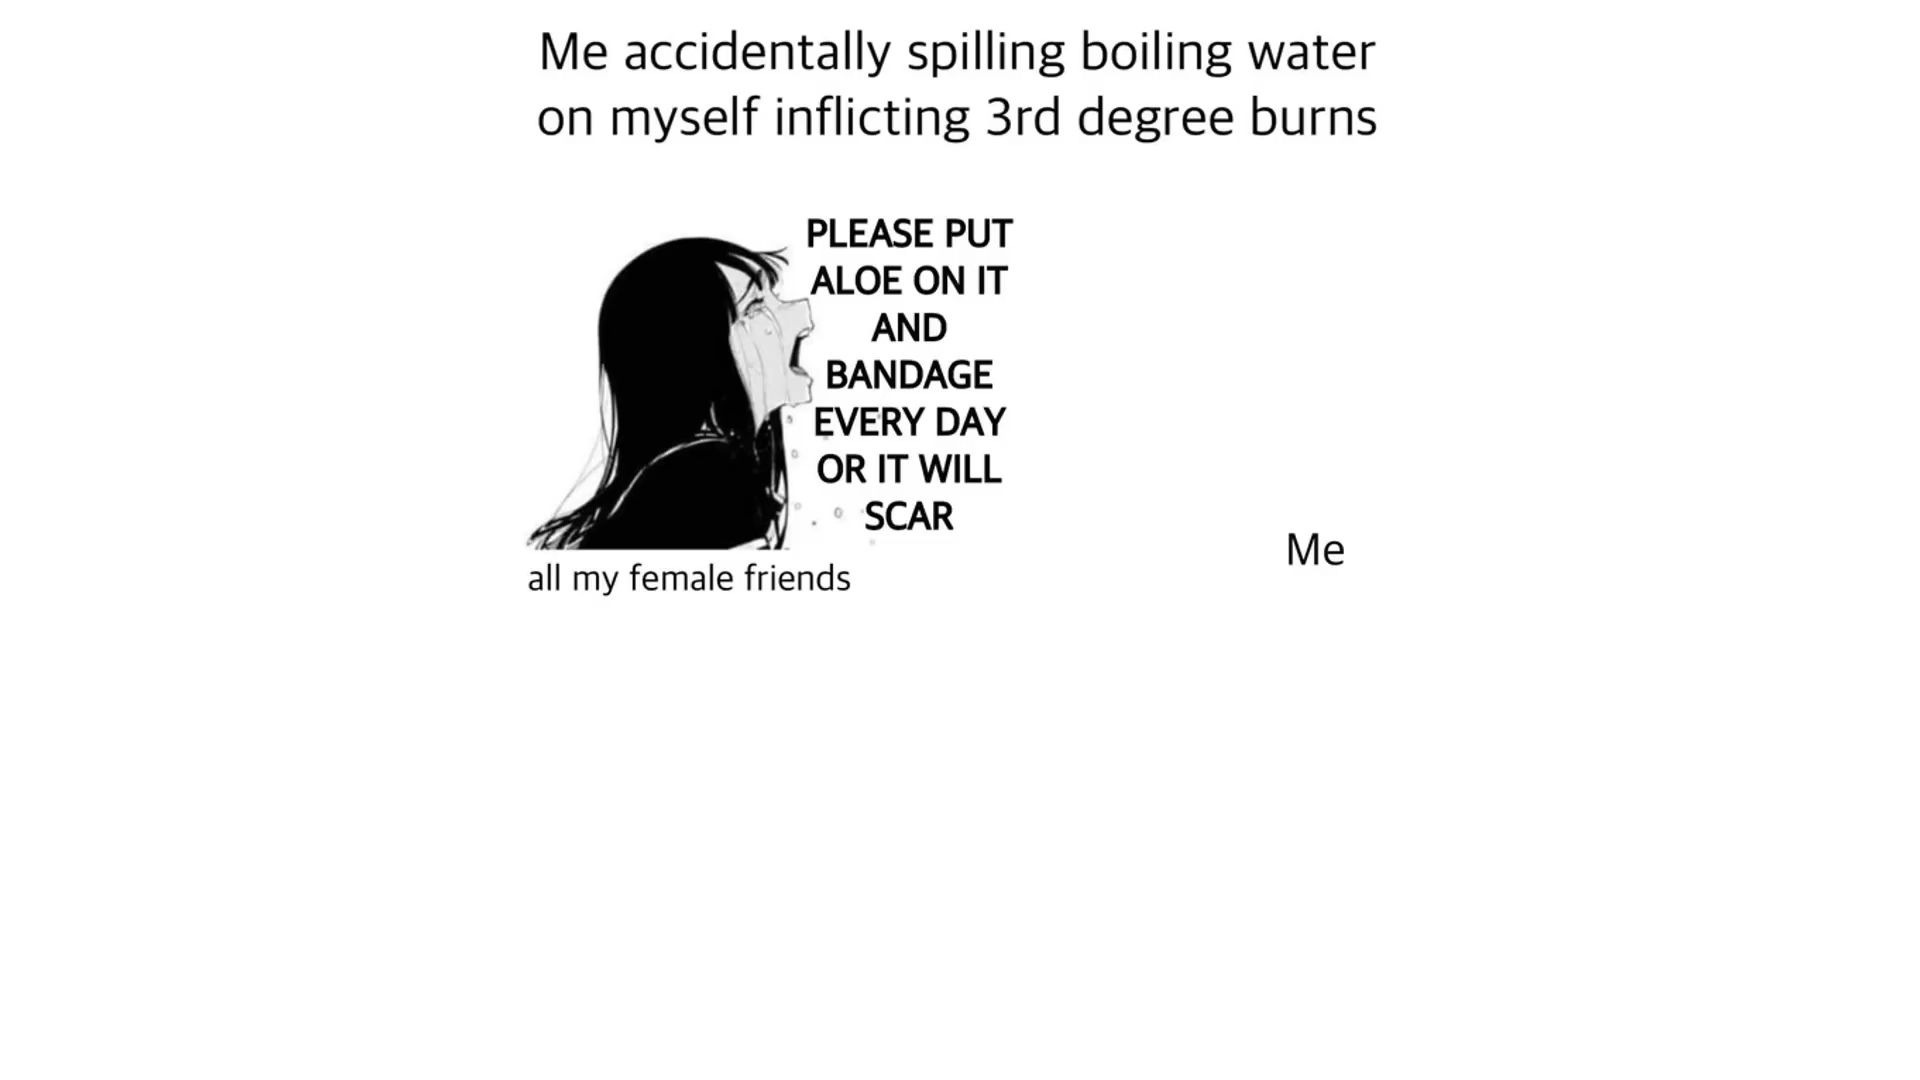 Me accidentally spilling boiling water
on myself inflicting 3rd degree burns
PLEASE PUT
ALOE ON IT
AND
BANDAGE
EVERY DAY
OR IT WILL
SCAR
all my female friends
Me